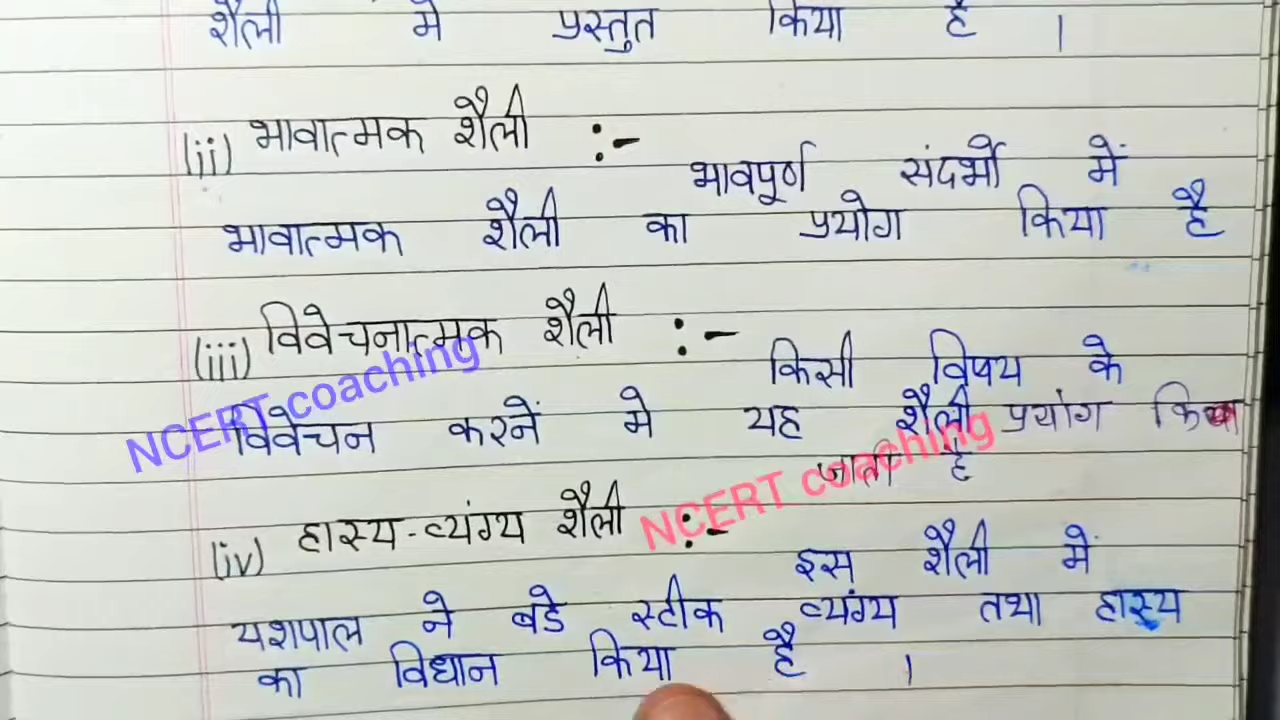 शैली मे प्रस्तुत किया है ।
(ii) भावात्मक शैली :-
भावपूर्ण संदर्भो में
भावात्मक शैली का प्रयोग किया है
(iii) विवेचनात्मक शैली :-
किसी विषय के
विवेचन करनें मे यह शैली प्रयोग किया
जाता है
NCERT coaching
NCERT coaching
(iv) हास्य-व्यंग्य शैली :-
इस शैली में
यशपाल ने बडे स्टीक व्यंग्य तथा हास्य
का विधान किया है ।